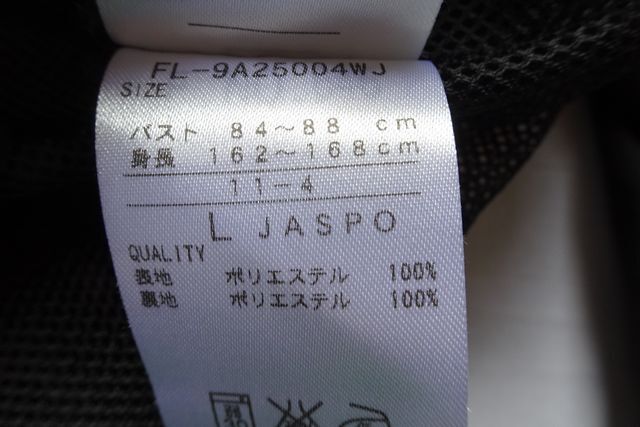 FL-9A25004WJ
SIZE
バスト 84～88 cm
身長 162～168cm
11-4
L JASPO
QUALITY
表地 ポリエステル 100%
裏地 ポリエステル 100%